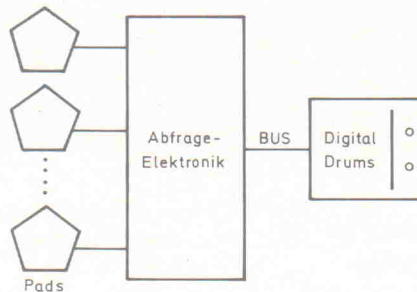 Abfrage-
Elektronik
BUS
Digital
Drums
Pads